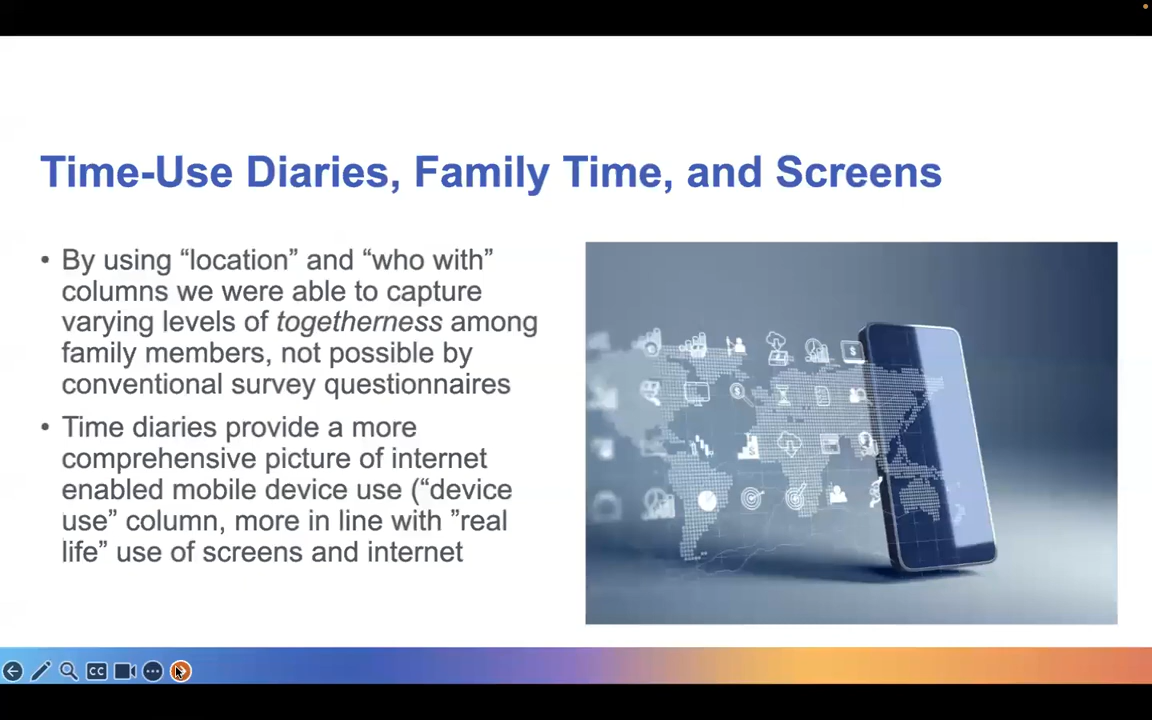 Time-Use Diaries, Family Time, and Screens
• By using “location” and “who with”
columns we were able to capture
varying levels of togetherness among
family members, not possible by
conventional survey questionnaires
• Time diaries provide a more
comprehensive picture of internet
enabled mobile device use (“device
use” column, more in line with ”real
life” use of screens and internet
CC